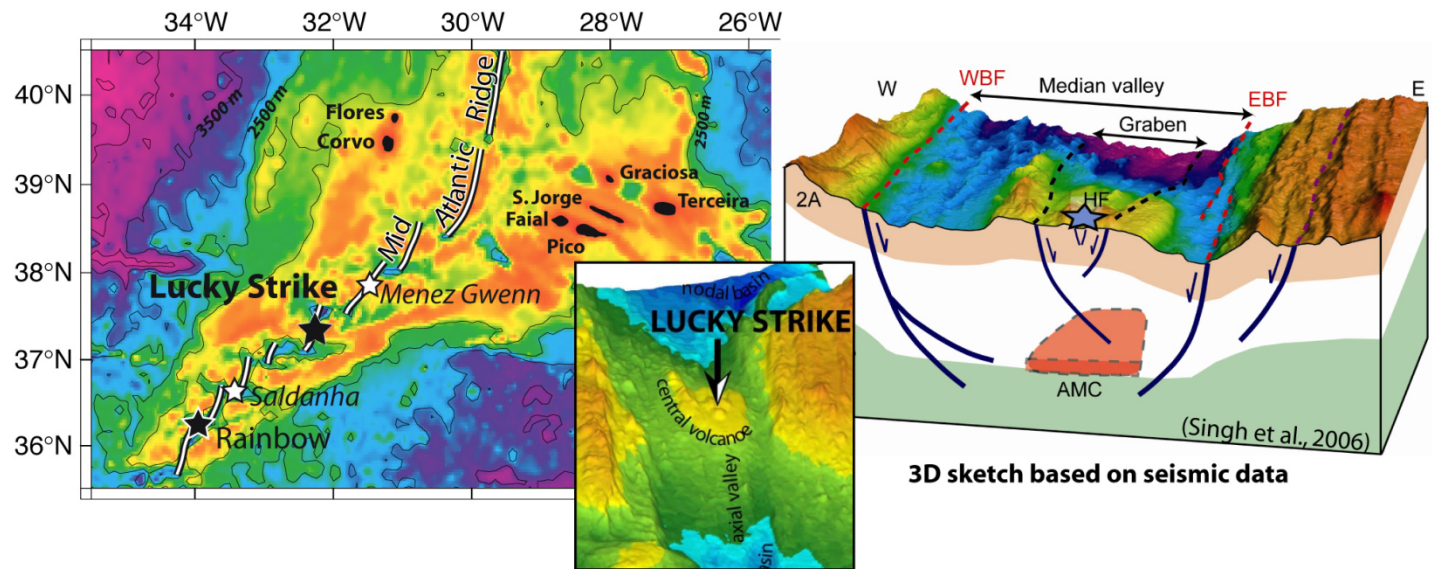 34°W 32°W 30°W 28°W 26°W
40°N
39°N
38°N
37°N
36°N
3500 m
2500 m
2500 m
Flores
Corvo
Mid Atlantic Ridge
Graciosa
S. Jorge
Terceira
Faial
Pico
Lucky Strike
Menez Gwenn
Saldanha
Rainbow
nodal basin
LUCKY STRIKE
central volcanoe
axial valley
W
WBF
Median valley
EBF
E
Graben
2A
HF
AMC
(Singh et al., 2006)
3D sketch based on seismic data